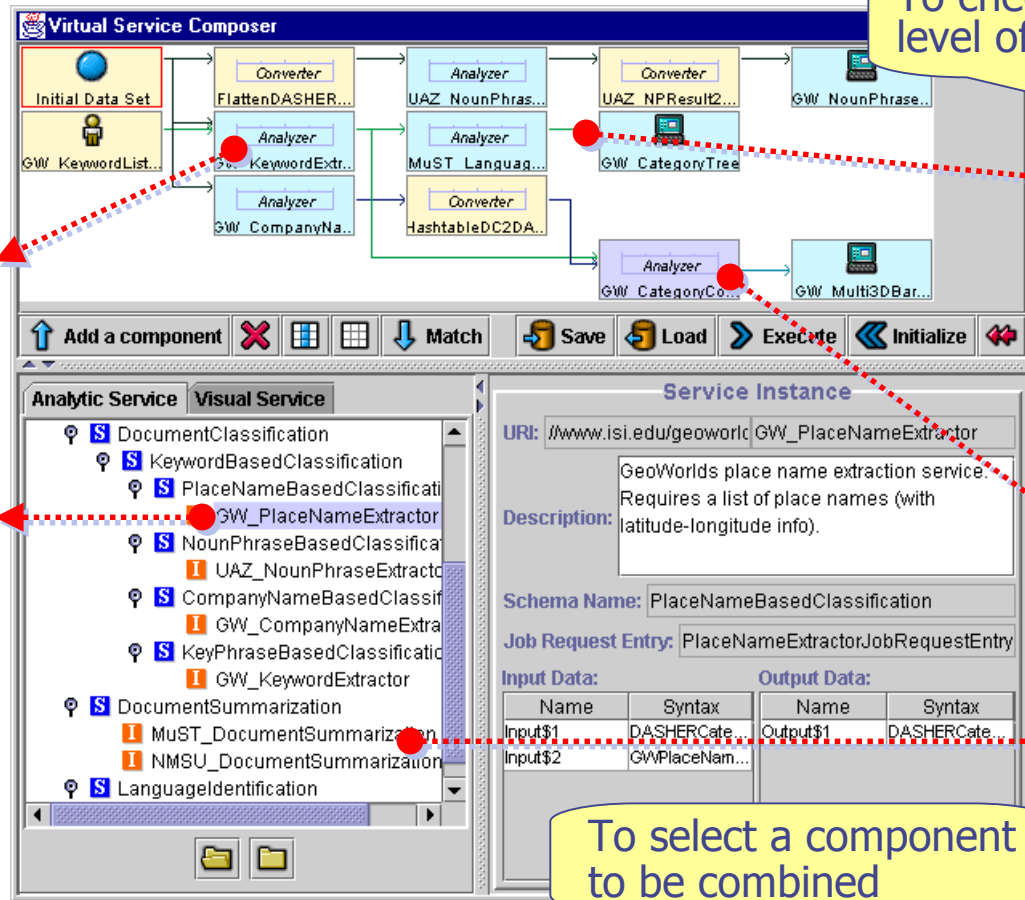 To che
level of
Virtual Service Composer
Initial Data Set
Converter
FlattenDASHER...
Analyzer
UAZ_NounPhras...
Converter
UAZ_NPResult2...
GW_NounPhrase..
GW_KeywordList...
Analyzer
GW_KeywordExtr..
Analyzer
MuST_Languag...
GW_CategoryTree
Analyzer
GW_CompanyNa..
Converter
HashtableDC2DA..
Analyzer
GW_CategoryCo...
GW_Multi3DBar...
Add a component
Match
Save
Load
Execute
Initialize
Analytic Service
Visual Service
S DocumentClassification
S KeywordBasedClassification
S PlaceNameBasedClassificati
GW_PlaceNameExtractor
S NounPhraseBasedClassifica
I UAZ_NounPhraseExtracto
S CompanyNameBasedClassif
I GW_CompanyNameExtra
S KeyPhraseBasedClassificatio
I GW_KeywordExtractor
S DocumentSummarization
I MuST_DocumentSummarization
I NMSU_DocumentSummarization
S LanguageIdentification
Service Instance
URI: //www.isi.edu/geoworld GW_PlaceNameExtractor
Description:
GeoWorlds place name extraction service.
Requires a list of place names (with
latitude-longitude info).
Schema Name: PlaceNameBasedClassification
Job Request Entry: PlaceNameExtractorJobRequestEntry
Input Data:
Name Syntax
Input$1 DASHERCate...
Input$2 GWPlaceNam...
Output Data:
Name Syntax
Output$1 DASHERCate...
To select a component
to be combined